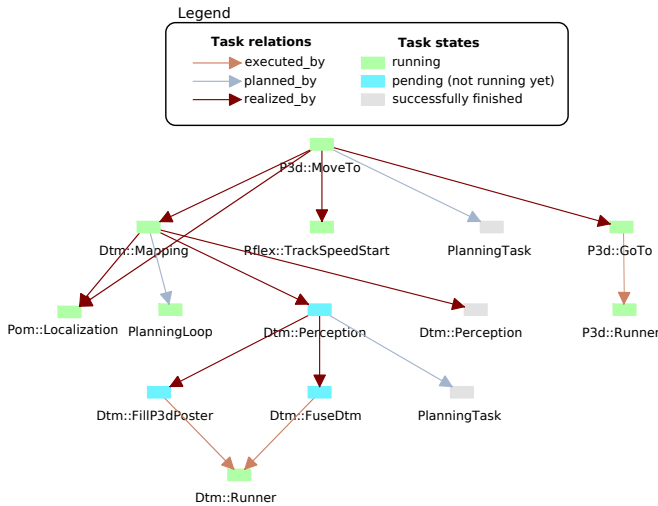 Legend
Task relations Task states
executed_by running
planned_by pending (not running yet)
realized_by successfully finished
P3d::MoveTo
Dtm::Mapping Rflex::TrackSpeedStart PlanningTask P3d::GoTo
Pom::Localization PlanningLoop Dtm::Perception Dtm::Perception P3d::Runner
Dtm::FillP3dPoster Dtm::FuseDtm PlanningTask
Dtm::Runner